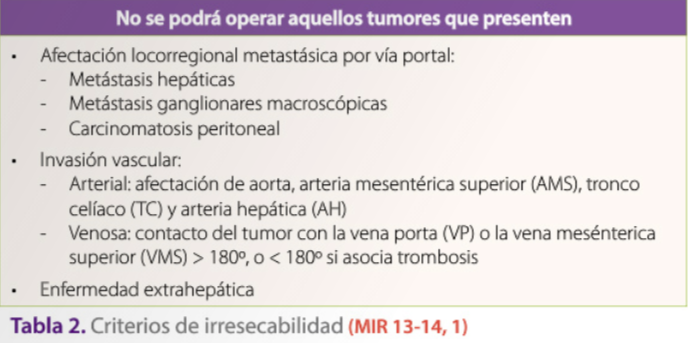 No se podrá operar aquellos tumores que presenten
• Afectación locorregional metastásica por vía portal:
- Metástasis hepáticas
- Metástasis ganglionares macroscópicas
- Carcinomatosis peritoneal
• Invasión vascular:
- Arterial: afectación de aorta, arteria mesentérica superior (AMS), tronco
celíaco (TC) y arteria hepática (AH)
- Venosa: contacto del tumor con la vena porta (VP) o la vena mesénterica
superior (VMS) > 180º, o < 180º si asocia trombosis
• Enfermedad extrahepática
Tabla 2. Criterios de irresecabilidad (MIR 13-14, 1)